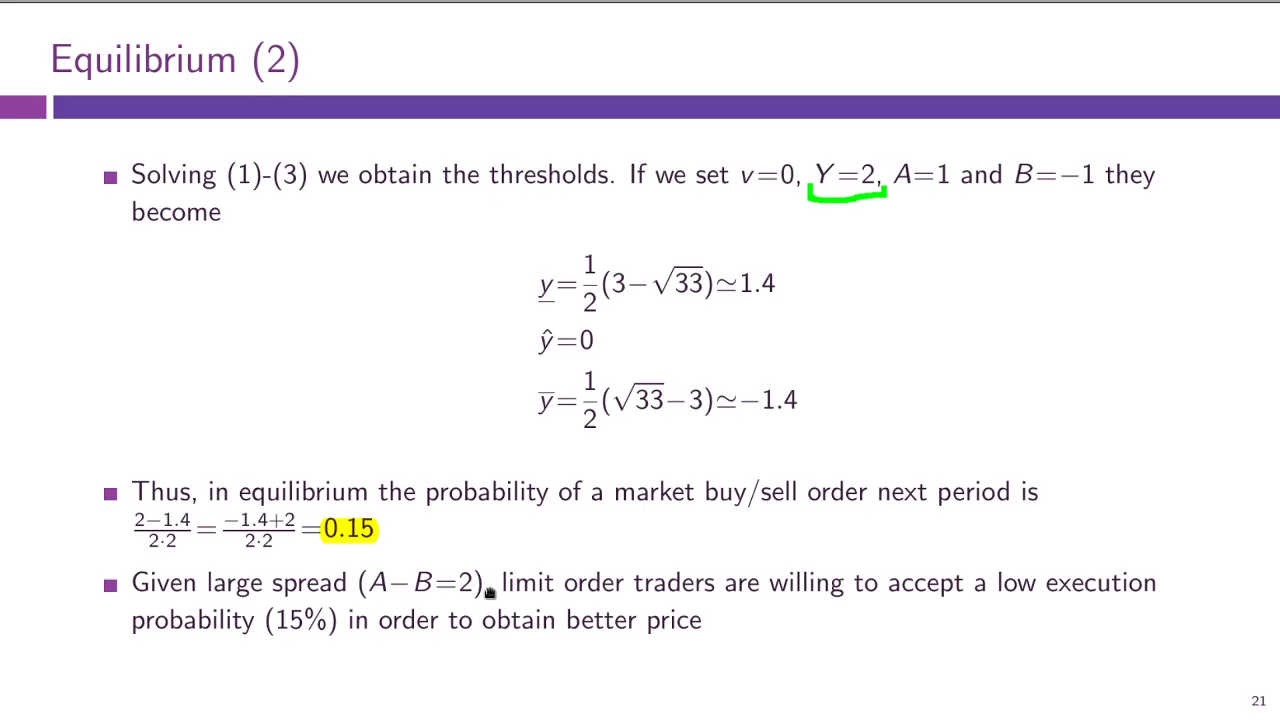 Equilibrium (2)
Solving (1)-(3) we obtain the thresholds. If we set v=0, Y=2, A=1 and B=−1 they
become
y̲=1/2(3−√33)≃1.4
ŷ=0
y̅=1/2(√33−3)≃−1.4
Thus, in equilibrium the probability of a market buy/sell order next period is
2−1.4/2·2=−1.4+2/2·2=0.15
Given large spread (A−B=2), limit order traders are willing to accept a low execution
probability (15%) in order to obtain better price
21